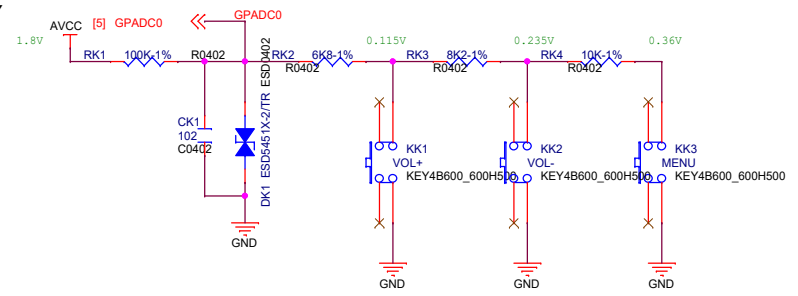 AVCC [5] GPADC0 GPADC0
1.8V 0.115V 0.235V 0.36V
RK1 100K-1% R0402 RK2 6K8-1% R0402 RK3 8K2-1% R0402 RK4 10K-1% R0402
CK1
102
C0402
DK1 ESD5451X-2/TR ESD0402
KK1
VOL+
KEY4B600_600H500
KK2
VOL-
KEY4B600_600H500
KK3
MENU
KEY4B600_600H500
GND
GND GND GND